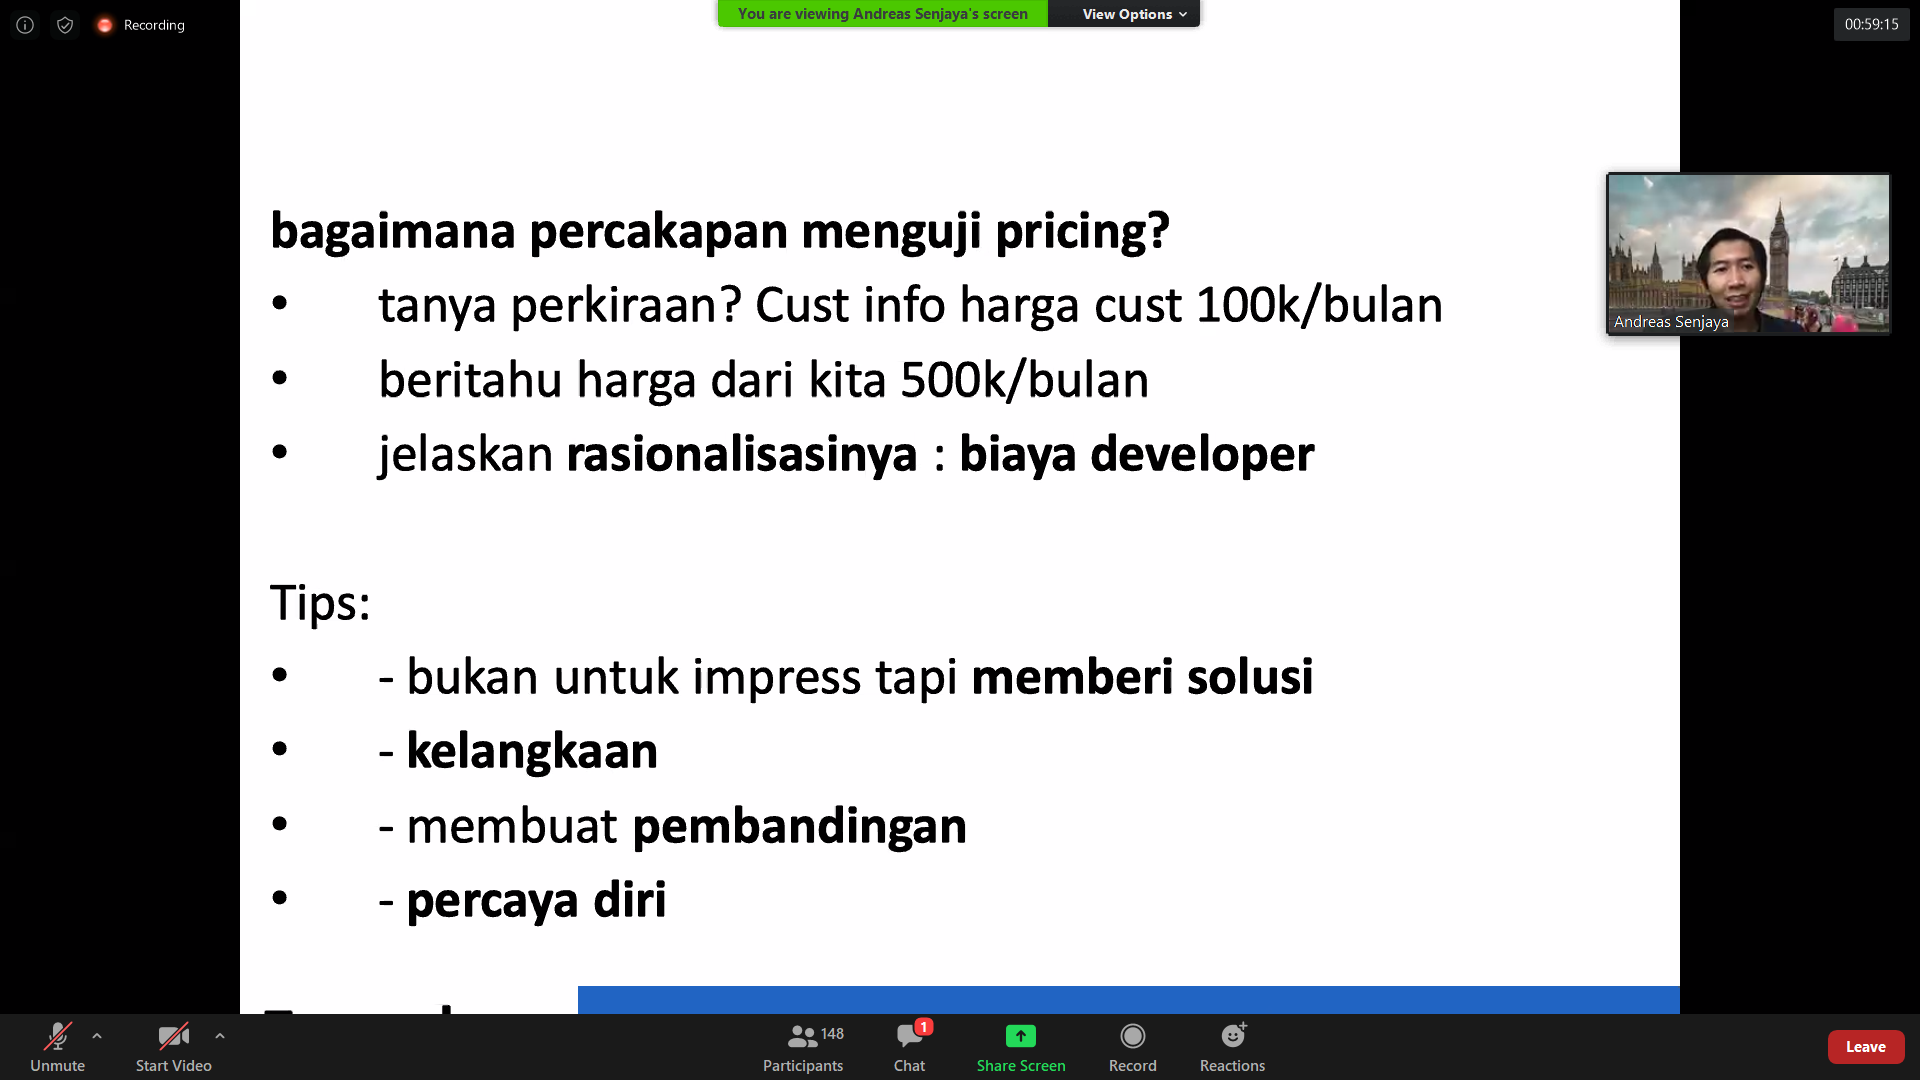 Recording
You are viewing Andreas Senjaya's screen
View Options
00:59:15
bagaimana percakapan menguji pricing?
• tanya perkiraan? Cust info harga cust 100k/bulan
• beritahu harga dari kita 500k/bulan
• jelaskan rasionalisasinya : biaya developer
Andreas Senjaya
Tips:
• - bukan untuk impress tapi memberi solusi
• - kelangkaan
• - membuat pembandingan
• - percaya diri
Unmute
Start Video
148
Participants
1
Chat
Share Screen
Record
Reactions
Leave